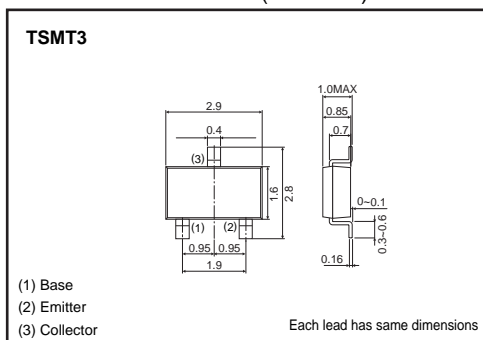 TSMT3
1.0MAX
2.9
0.85
0.4
0.7
(3)
1.6
2.8
0~0.1
(1)
(2)
0.3~0.6
0.95
0.95
0.16
1.9
(1) Base
(2) Emitter
(3) Collector
Each lead has same dimensions